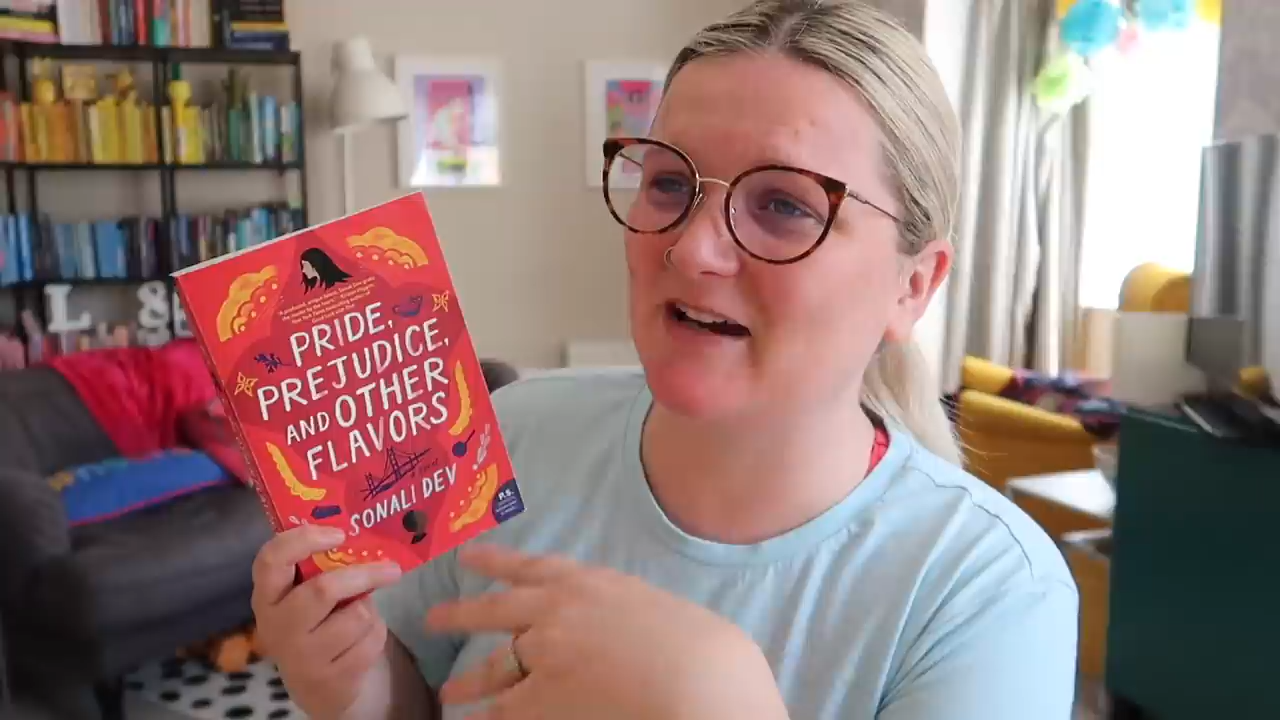 L &
PRIDE,
PREJUDICE,
AND OTHER
FLAVORS
SONALI DEV
P.S.